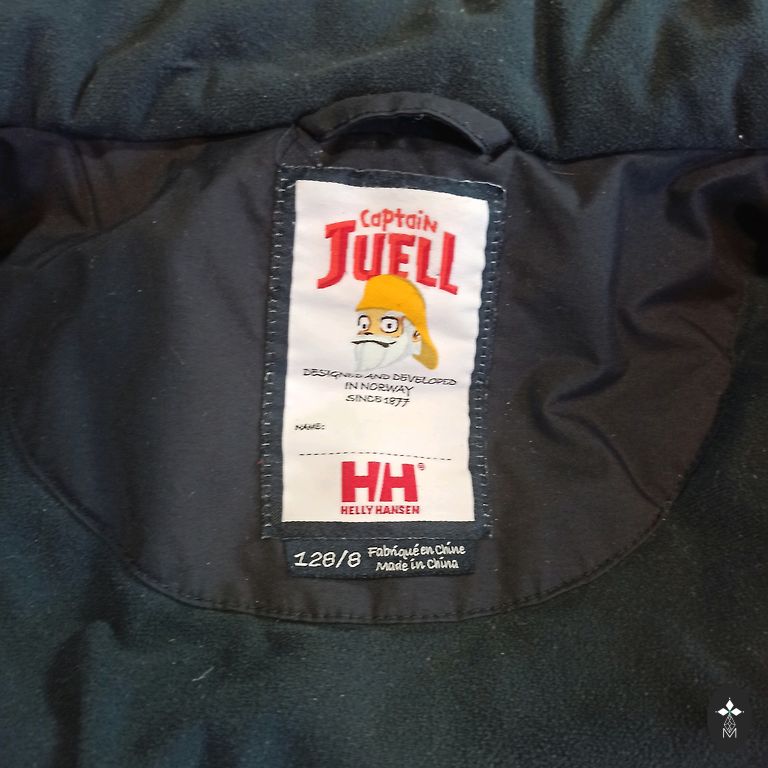 Captain
JUELL
DESIGNED AND DEVELOPED
IN NORWAY
SINCE 1877
NAME:
HH®
HELLY HANSEN
128/8 Fabriqué en Chine
Made in China
M